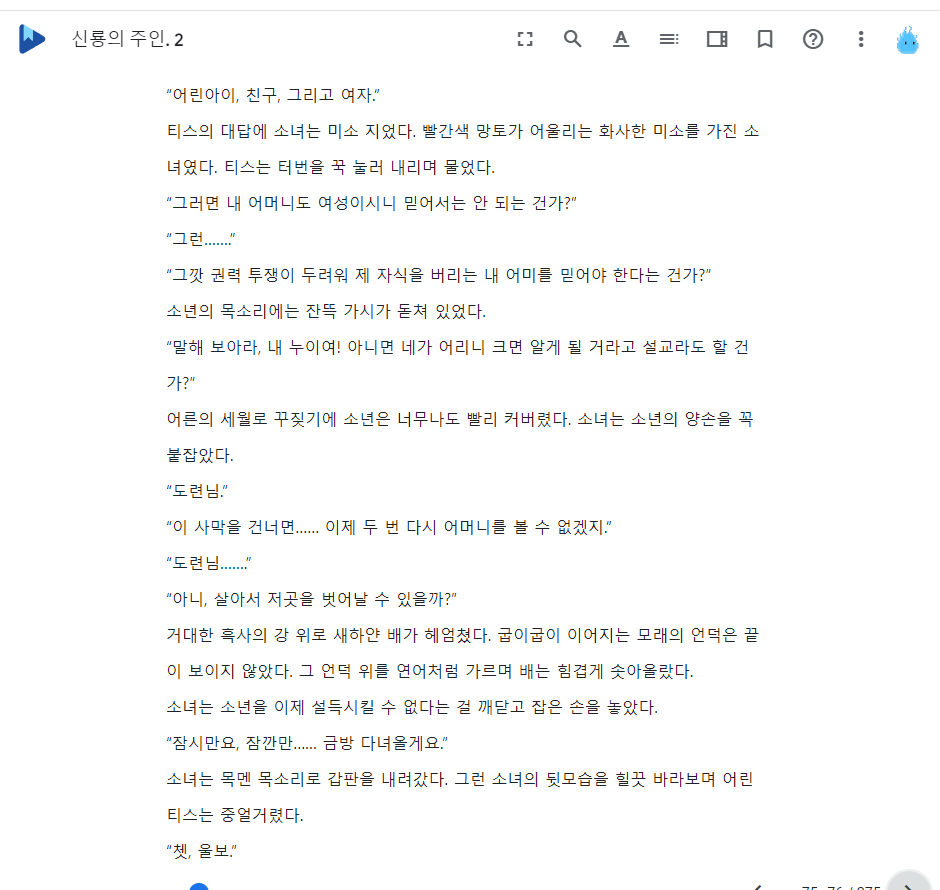 신룡의 주인. 2
“어린아이, 친구, 그리고 여자.”
티스의 대답에 소녀는 미소 지었다. 빨간색 망토가 어울리는 화사한 미소를 가진 소
녀였다. 티스는 터번을 꾹 눌러 내리며 물었다.
“그러면 내 어머니도 여성이시니 믿어서는 안 되는 건가?”
“그런.......”
“그깟 권력 투쟁이 두려워 제 자식을 버리는 내 어미를 믿어야 한다는 건가?”
소년의 목소리에는 잔뜩 가시가 돋쳐 있었다.
“말해 보아라, 내 누이여! 아니면 네가 어리니 크면 알게 될 거라고 설교라도 할 건
가?”
어른의 세월로 꾸짖기에 소년은 너무나도 빨리 커버렸다. 소녀는 소년의 양손을 꼭
붙잡았다.
“도련님.”
“이 사막을 건너면...... 이제 두 번 다시 어머니를 볼 수 없겠지.”
“도련님.......”
“아니, 살아서 저곳을 벗어날 수 있을까?”
거대한 흑사의 강 위로 새하얀 배가 헤엄쳤다. 굽이굽이 이어지는 모래의 언덕은 끝
이 보이지 않았다. 그 언덕 위를 연어처럼 가르며 배는 힘겹게 솟아올랐다.
소녀는 소년을 이제 설득시킬 수 없다는 걸 깨닫고 잡은 손을 놓았다.
“잠시만요, 잠깐만...... 금방 다녀올게요.”
소녀는 목멘 목소리로 갑판을 내려갔다. 그런 소녀의 뒷모습을 힐끗 바라보며 어린
티스는 중얼거렸다.
“쳇, 울보.”